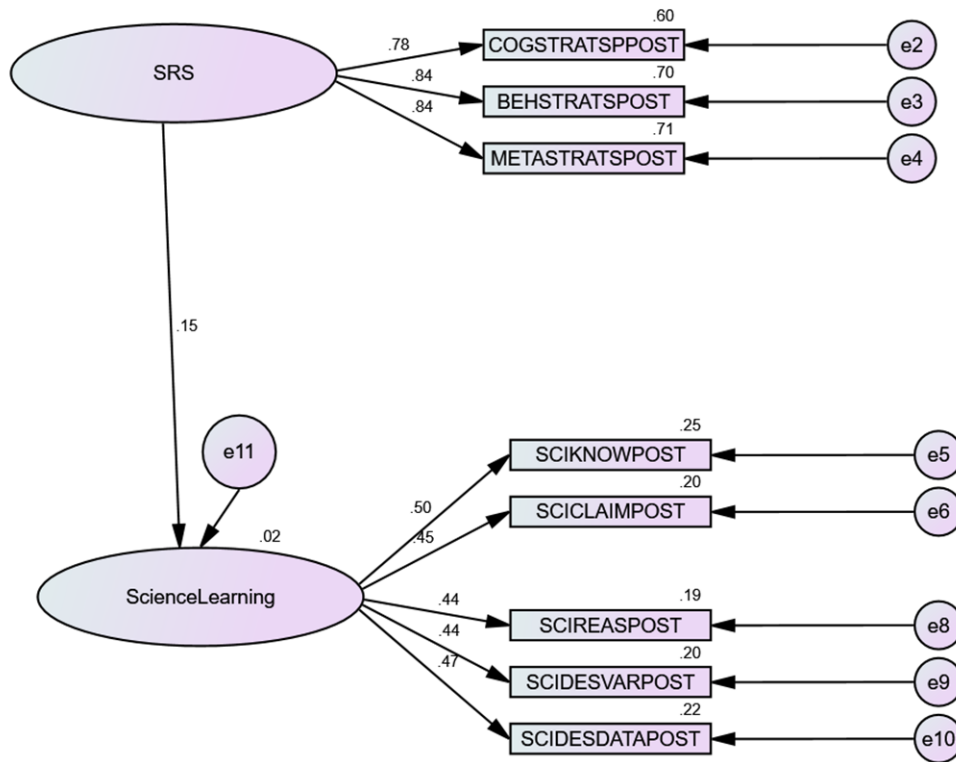 .60
.78
COGSTRATSPPOST
e2
SRS
.84
.70
BEHSTRATSPOST
e3
.84
.71
METASTRATSPOST
e4
.15
e11
.25
SCIKNOWPOST
e5
.50
.20
SCICLAIMPOST
e6
.45
.02
ScienceLearning
.44
.19
SCIREASPOST
e8
.44
.20
SCIDESVARPOST
e9
.47
.22
SCIDESDATAPOST
e10